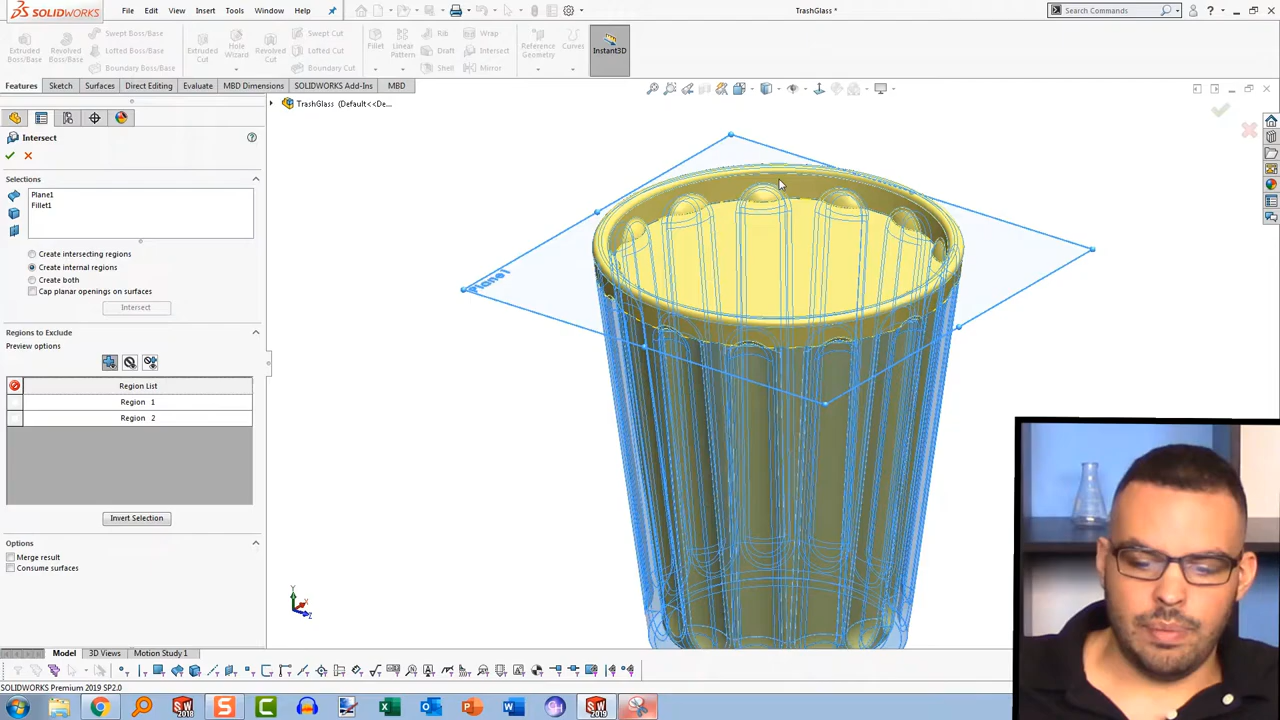 SOLIDWORKS
File Edit View Insert Tools Window Help
TrashGlass *
Search Commands
Extruded Boss/Base
Revolved Boss/Base
Swept Boss/Base
Lofted Boss/Base
Boundary Boss/Base
Extruded Cut
Hole Wizard
Revolved Cut
Swept Cut
Lofted Cut
Boundary Cut
Fillet
Linear Pattern
Rib
Draft
Shell
Wrap
Intersect
Mirror
Reference Geometry
Curves
Instant3D
Features Sketch Surfaces Direct Editing Evaluate MBD Dimensions SOLIDWORKS Add-Ins MBD
TrashGlass (Default<<De...
Intersect
Selections
Plane1
Fillet1
Create intersecting regions
Create internal regions
Create both
Cap planar openings on surfaces
Intersect
Regions to Exclude
Preview options
Region List
Region 1
Region 2
Invert Selection
Options
Merge result
Consume surfaces
Plane1
Y
X
Z
Model 3D Views Motion Study 1
SOLIDWORKS Premium 2019 SP2.0